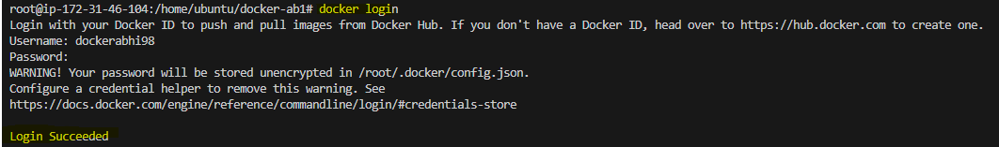 root@ip-172-31-46-104:/home/ubuntu/docker-ab1# docker login
Login with your Docker ID to push and pull images from Docker Hub. If you don't have a Docker ID, head over to https://hub.docker.com to create one.
Username: dockerabhi98
Password:
WARNING! Your password will be stored unencrypted in /root/.docker/config.json.
Configure a credential helper to remove this warning. See
https://docs.docker.com/engine/reference/commandline/login/#credentials-store
Login Succeeded